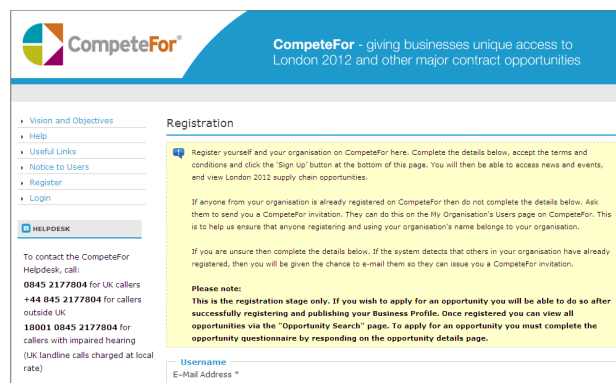 CompeteFor®
CompeteFor - giving businesses unique access to
London 2012 and other major contract opportunities
Vision and Objectives
Help
Useful Links
Notice to Users
Register
Login
HELPDESK
To contact the CompeteFor
Helpdesk, call:
0845 2177804 for UK callers
+44 845 2177804 for callers
outside UK
18001 0845 2177804 for
callers with impaired hearing
(UK landline calls charged at local
rate)
Registration
Register yourself and your organisation on CompeteFor here. Complete the details below, accept the terms and
conditions and click the 'Sign Up' button at the bottom of this page. You will then be able to access news and events,
and view London 2012 supply chain opportunities.
If anyone from your organisation is already registered on CompeteFor then do not complete the details below. Ask
them to send you a CompeteFor invitation. They can do this on the My Organisation's Users page on CompeteFor. This
is to help us ensure that anyone registering and using your organisation's name belongs to your organisation.
If you are unsure then complete the details below. If the system detects that others in your organisation have already
registered, then you will be given the chance to e-mail them so they can issue you a CompeteFor invitation.
Please note:
This is the registration stage only. If you wish to apply for an opportunity you will be able to do so after
successfully registering and publishing your Business Profile. Once registered you can view all
opportunities via the "Opportunity Search" page. To apply for an opportunity you must complete the
opportunity questionnaire by responding on the opportunity details page.
Username
E-Mail Address *